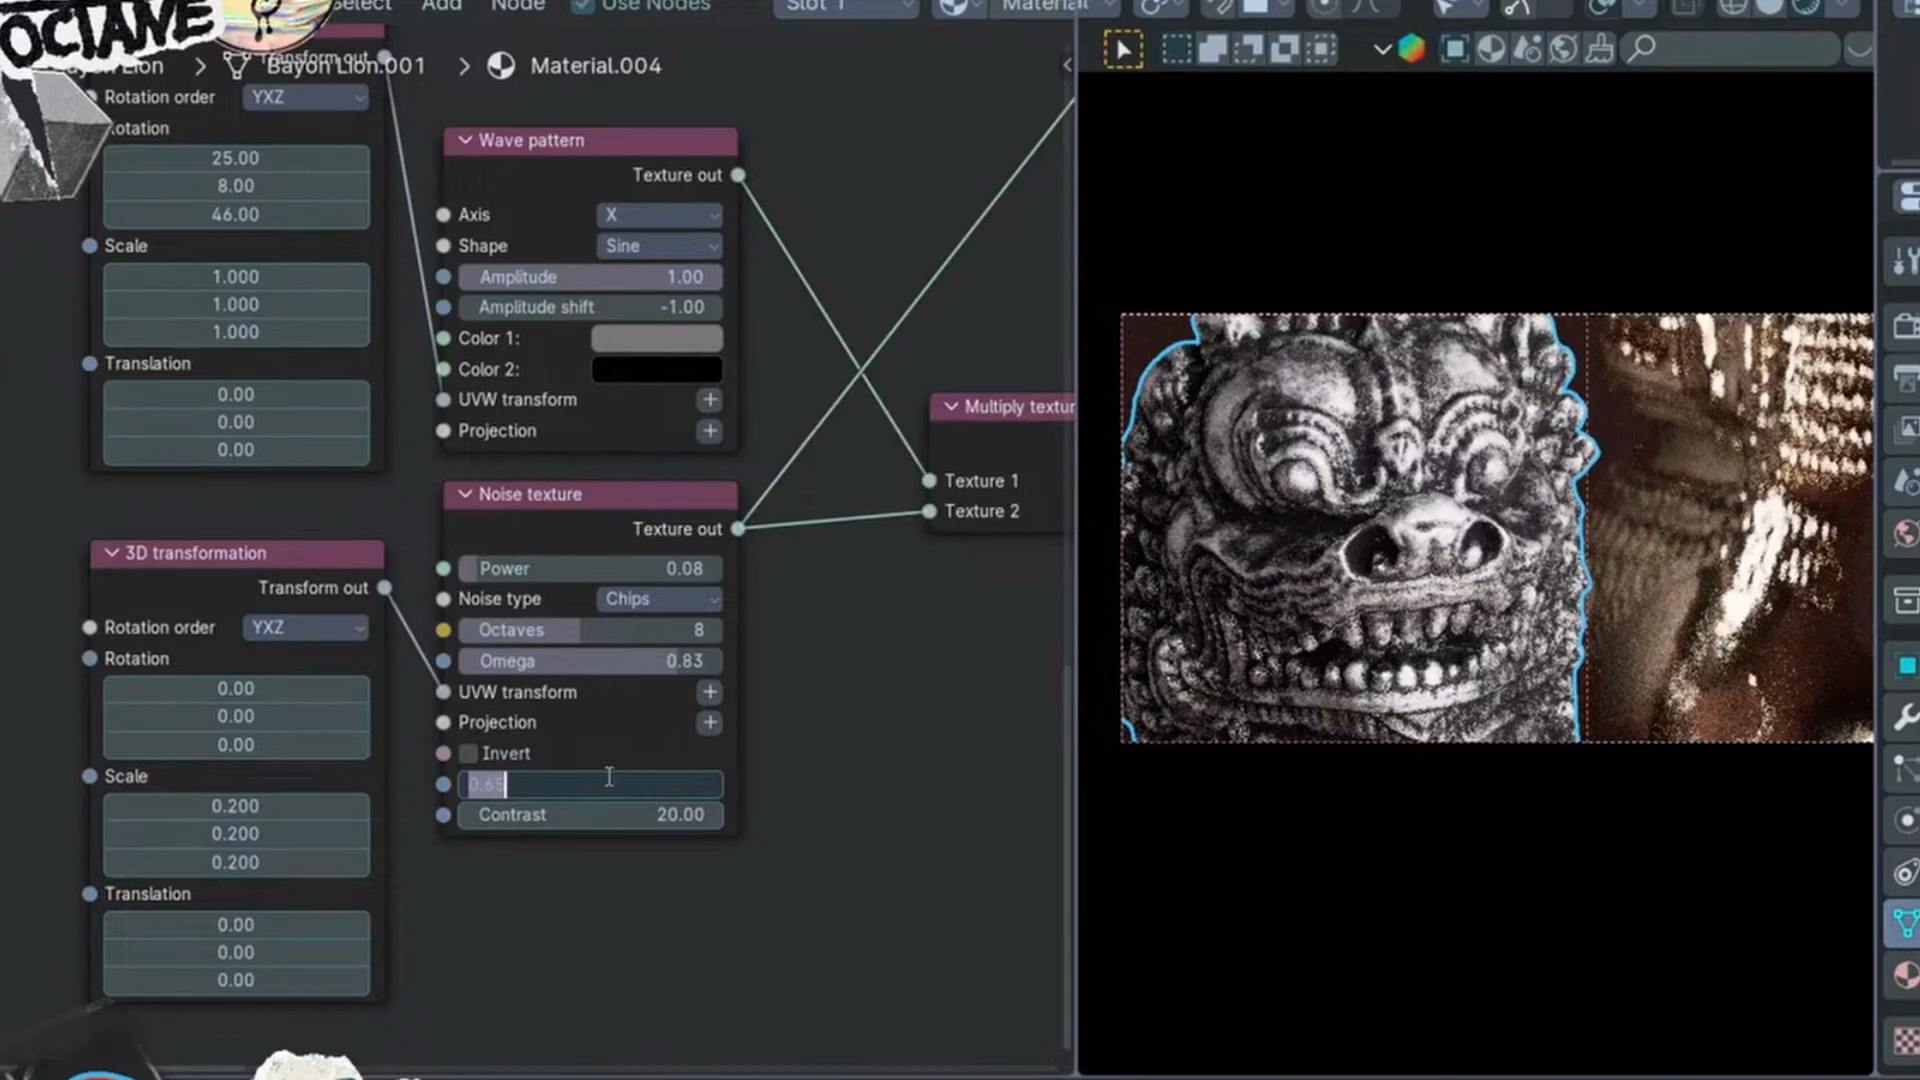 OCTANE
Select Add Node Use Nodes Slot 1 Material
Transform out
Lion > Bayon Lion.001 > Material.004
Rotation order YXZ
Rotation
25.00
8.00
46.00
Scale
1.000
1.000
1.000
Translation
0.00
0.00
0.00
Wave pattern
Texture out
Axis X
Shape Sine
Amplitude 1.00
Amplitude shift -1.00
Color 1:
Color 2:
UVW transform +
Projection +
Noise texture
Texture out
Power 0.08
Noise type Chips
Octaves 8
Omega 0.83
UVW transform +
Projection +
Invert
0.65
Contrast 20.00
3D transformation
Transform out
Rotation order YXZ
Rotation
0.00
0.00
0.00
Scale
0.200
0.200
0.200
Translation
0.00
0.00
0.00
Multiply textur
Texture 1
Texture 2